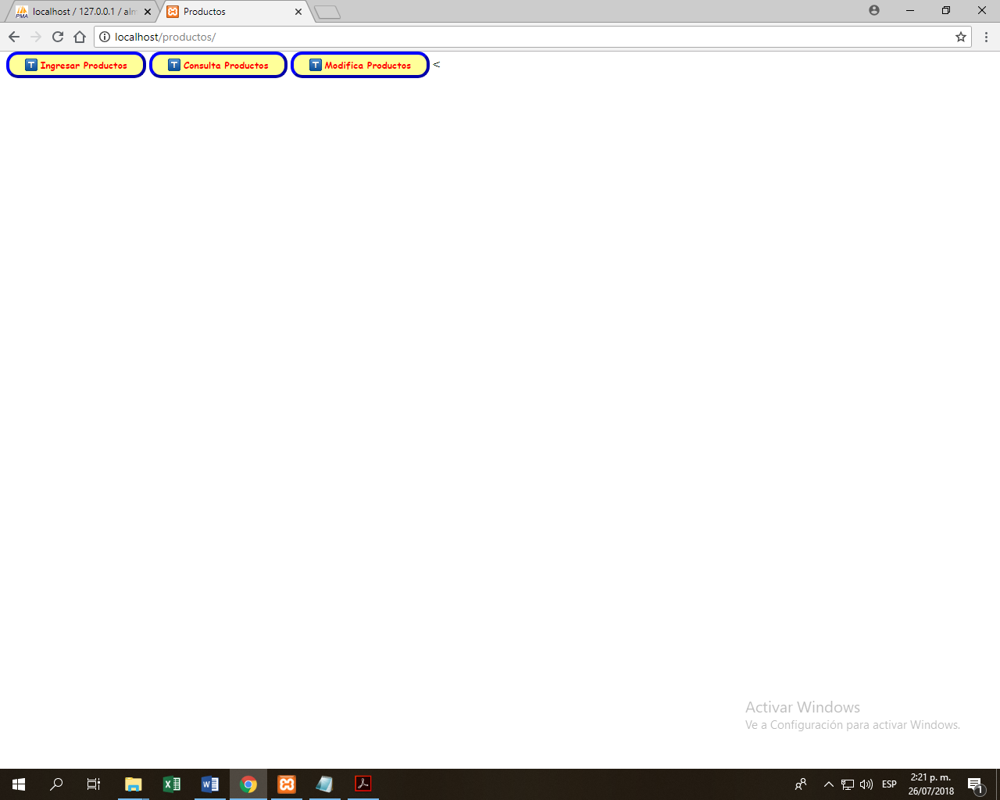 PMA localhost / 127.0.0.1 / alm
Productos
localhost/productos/
T Ingresar Productos T Consulta Productos T Modifica Productos <
Activar Windows
Ve a Configuración para activar Windows.
ESP
2:21 p. m.
26/07/2018
1